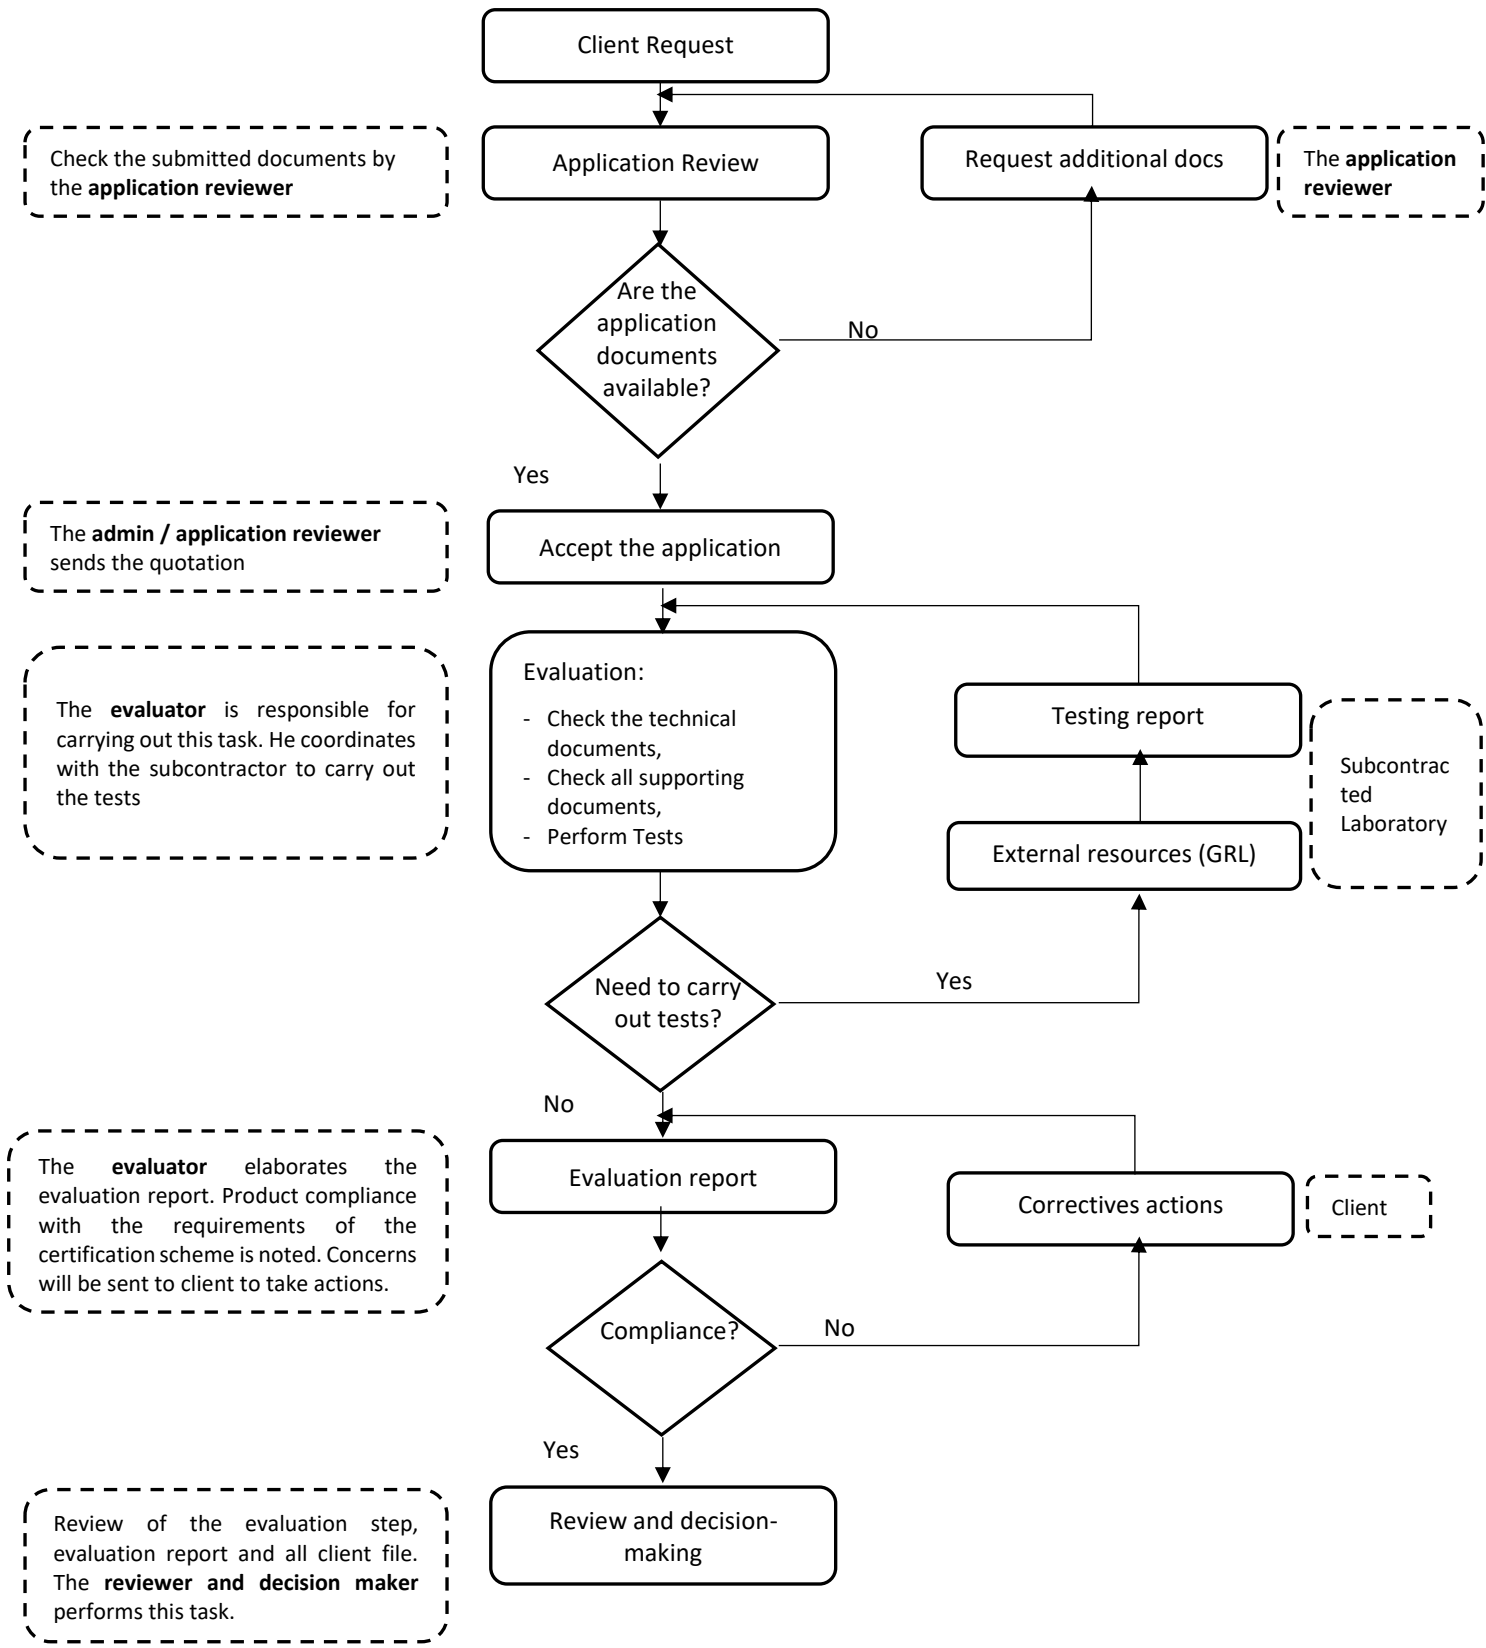 Client Request
Check the submitted documents by
the application reviewer
Application Review
Request additional docs
The application
reviewer
Are the
application
documents
available?
No
Yes
The admin / application reviewer
sends the quotation
Accept the application
The evaluator is responsible for
carrying out this task. He coordinates
with the subcontractor to carry out
the tests
Evaluation:
- Check the technical
documents,
- Check all supporting
documents,
- Perform Tests
Testing report
External resources (GRL)
Subcontrac
ted
Laboratory
Need to carry
out tests?
Yes
No
The evaluator elaborates the
evaluation report. Product compliance
with the requirements of the
certification scheme is noted. Concerns
will be sent to client to take actions.
Evaluation report
Correctives actions
Client
Compliance?
No
Yes
Review of the evaluation step,
evaluation report and all client file.
The reviewer and decision maker
performs this task.
Review and decision-
making